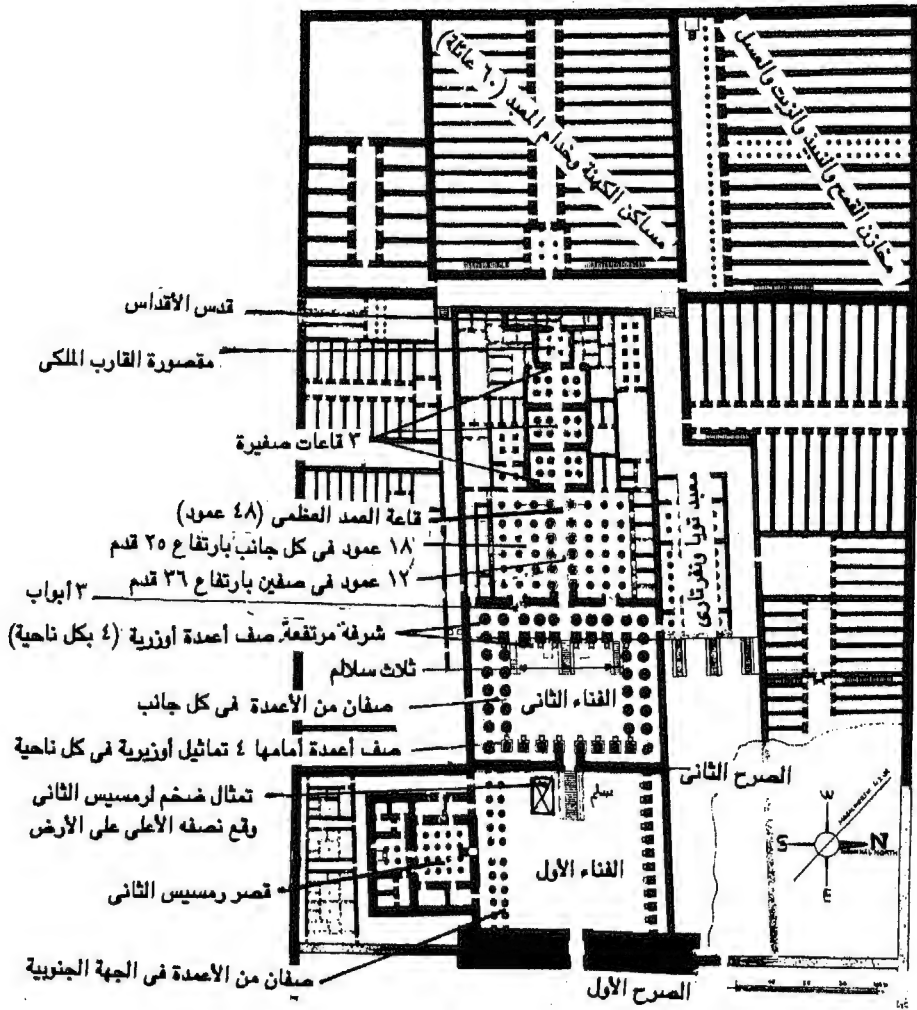 مساكن الكهنة وخدام المعبد (٦٠ عائلة)
مخازن القمح والنبيذ والزيت والعسل
قدس الأقداس
مقصورة القارب الملكى
٣ قاعات صغيرة
قاعة العمد العظمى (٤٨ عمود)
١٨ عمود فى كل جانب بارتفاع ٢٥ قدم
١٢ عمود فى صفين بارتفاع ٣٦ قدم
٣ أبواب
معبد تويا ونفرتارى
شرفة مرتفعة، صف أعمدة أوزرية (٤ بكل ناحية)
ثلاث سلالم
الفناء الثانى
صفان من الأعمدة فى كل جانب
صف أعمدة أمامها ٤ تماثيل أوزيرية فى كل ناحية
الصرح الثانى
تمثال ضخم لرمسيس الثانى
وقع نصفه الأعلى على الأرض
سلم
W
S
N
E
الفناء الأول
قصر رمسيس الثانى
صفان من الأعمدة فى الجهة الجنوبية
الصرح الأول